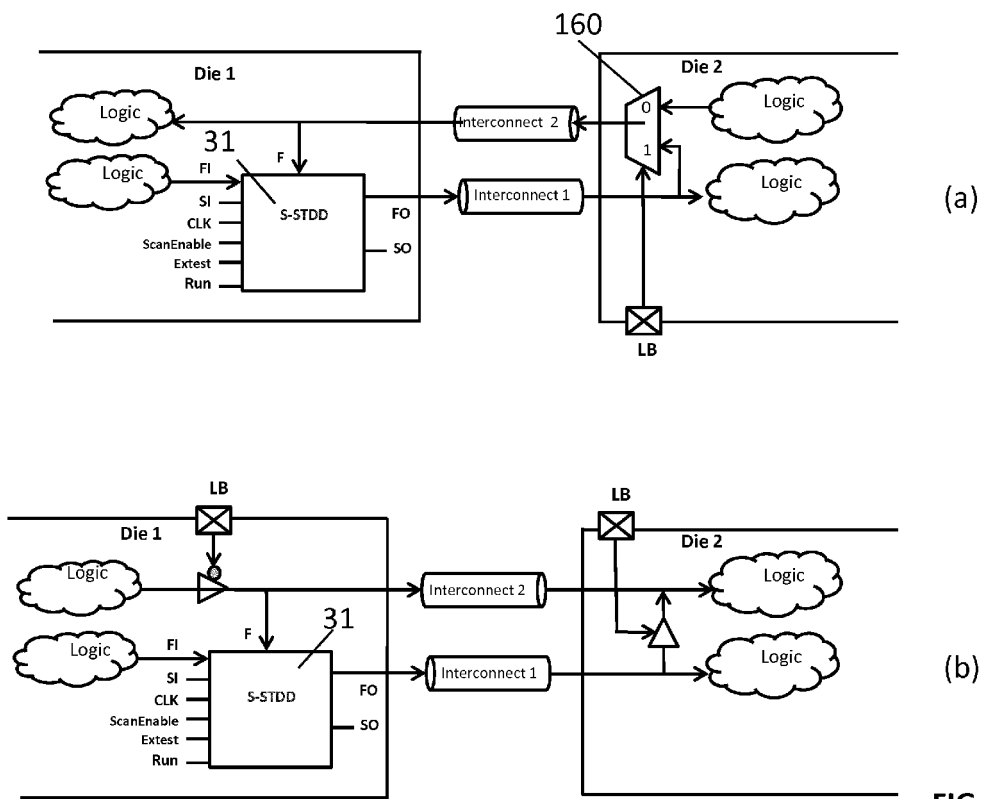 160
Die 1
Die 2
Logic
Interconnect 2
0
Logic
31
F
1
Logic
FI
Logic
SI
S-STDD
FO
Interconnect 1
CLK
SO
ScanEnable
Extest
Run
(a)
LB
LB
LB
Die 1
Die 2
Logic
Interconnect 2
Logic
F
31
Logic
FI
Logic
SI
S-STDD
FO
Interconnect 1
CLK
SO
ScanEnable
Extest
Run
(b)
FIG